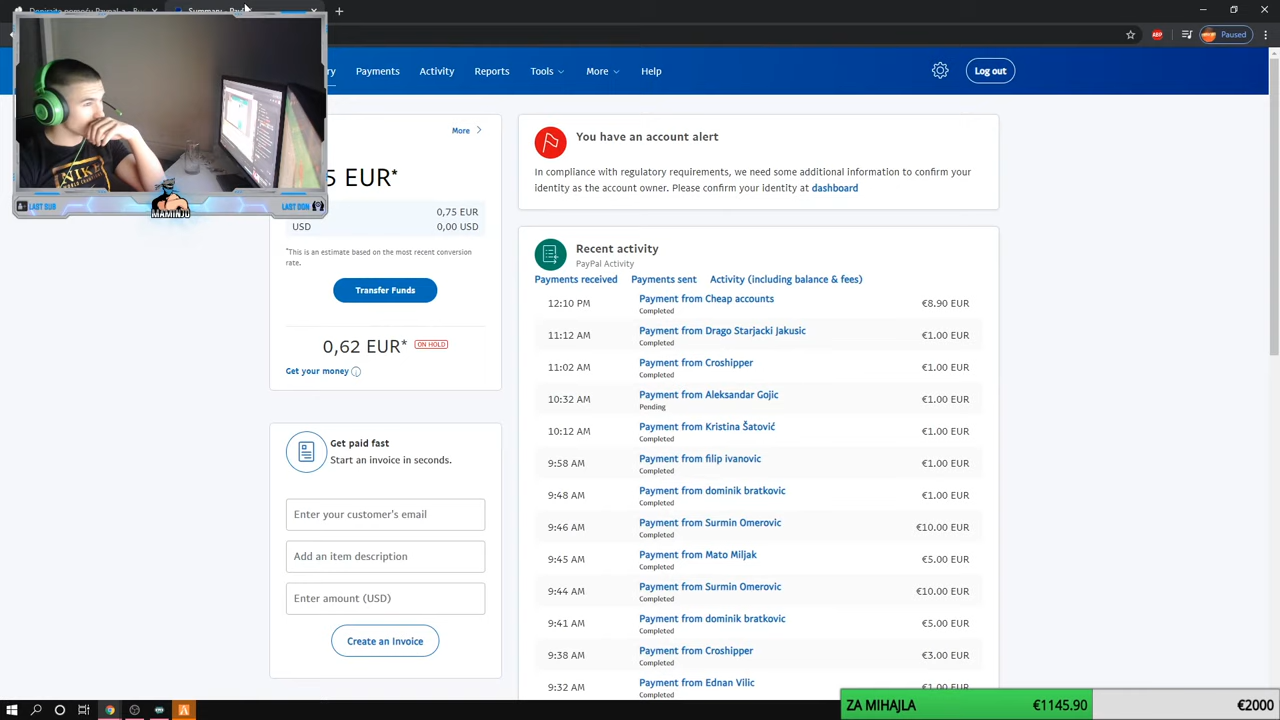 Summary - Pay
Paused
ry
Payments
Activity
Reports
Tools
More
Help
Log out
NIKE
LAST SUB
MAMINJO
LAST DON
More
5 EUR*
0,75 EUR
USD 0,00 USD
*This is an estimate based on the most recent conversion
rate.
Transfer Funds
0,62 EUR* ON HOLD
Get your money
Get paid fast
Start an invoice in seconds.
Enter your customer's email
Add an item description
Enter amount (USD)
Create an Invoice
You have an account alert
In compliance with regulatory requirements, we need some additional information to confirm your
identity as the account owner. Please confirm your identity at dashboard
Recent activity
PayPal Activity
Payments received Payments sent Activity (including balance & fees)
12:10 PM Payment from Cheap accounts €8.90 EUR
Completed
11:12 AM Payment from Drago Starjacki Jakusic €1.00 EUR
Completed
11:02 AM Payment from Croshipper €1.00 EUR
Completed
10:32 AM Payment from Aleksandar Gojic €1.00 EUR
Pending
10:12 AM Payment from Kristina Šatović €1.00 EUR
Completed
9:58 AM Payment from filip ivanovic €1.00 EUR
Completed
9:48 AM Payment from dominik bratkovic €1.00 EUR
Completed
9:46 AM Payment from Surmin Omerovic €10.00 EUR
Completed
9:45 AM Payment from Mato Miljak €5.00 EUR
Completed
9:44 AM Payment from Surmin Omerovic €10.00 EUR
Completed
9:41 AM Payment from dominik bratkovic €5.00 EUR
Completed
9:38 AM Payment from Croshipper €3.00 EUR
Completed
9:32 AM Payment from Ednan Vilic €1.00 EUR
Completed
ZA MIHAJLA €1145.90 €2000